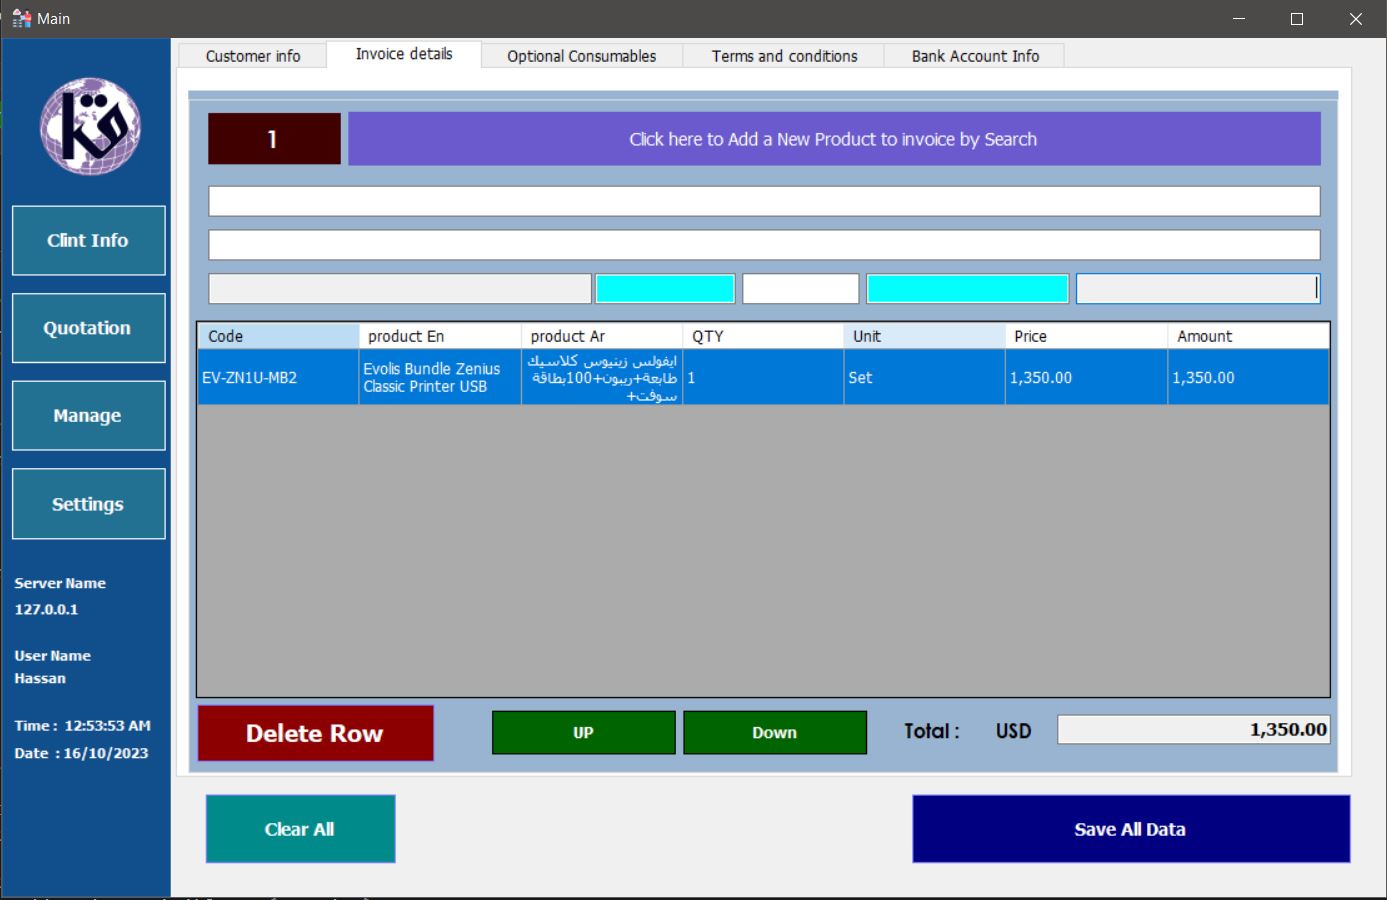 Main
Customer info
Invoice details
Optional Consumables
Terms and conditions
Bank Account Info
1
Click here to Add a New Product to invoice by Search
Clint Info
Quotation
Manage
Settings
Server Name
127.0.0.1
User Name
Hassan
Time : 12:53:53 AM
Date : 16/10/2023
Code
product En
product Ar
QTY
Unit
Price
Amount
EV-ZN1U-MB2
Evolis Bundle Zenius
Classic Printer USB
ايفولس زينيوس كلاسيك
طابعة+ريبون+100بطاقة
سوفت+
1
Set
1,350.00
1,350.00
Delete Row
UP
Down
Total :
USD
1,350.00
Clear All
Save All Data